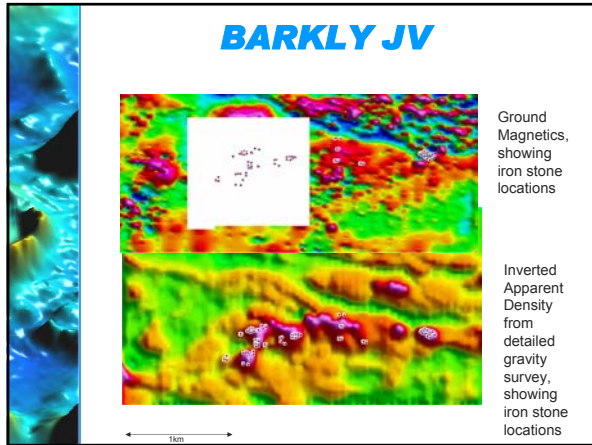 BARKLY JV
Ground
Magnetics,
showing
iron stone
locations
Inverted
Apparent
Density
from
detailed
gravity
survey,
showing
iron stone
locations
1km